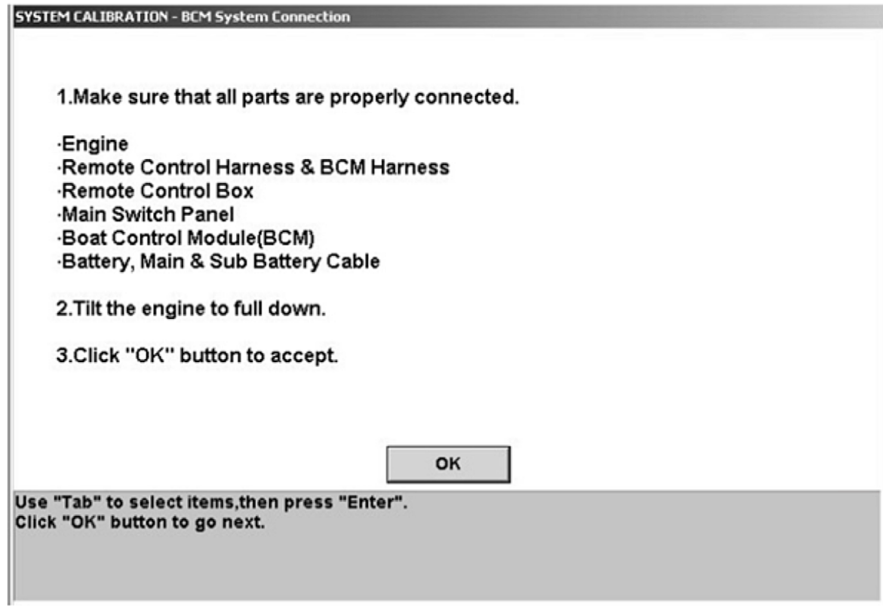 SYSTEM CALIBRATION - BCM System Connection
1.Make sure that all parts are properly connected.
·Engine
·Remote Control Harness & BCM Harness
·Remote Control Box
·Main Switch Panel
·Boat Control Module(BCM)
·Battery, Main & Sub Battery Cable
2.Tilt the engine to full down.
3.Click "OK" button to accept.
OK
Use "Tab" to select items,then press "Enter".
Click "OK" button to go next.